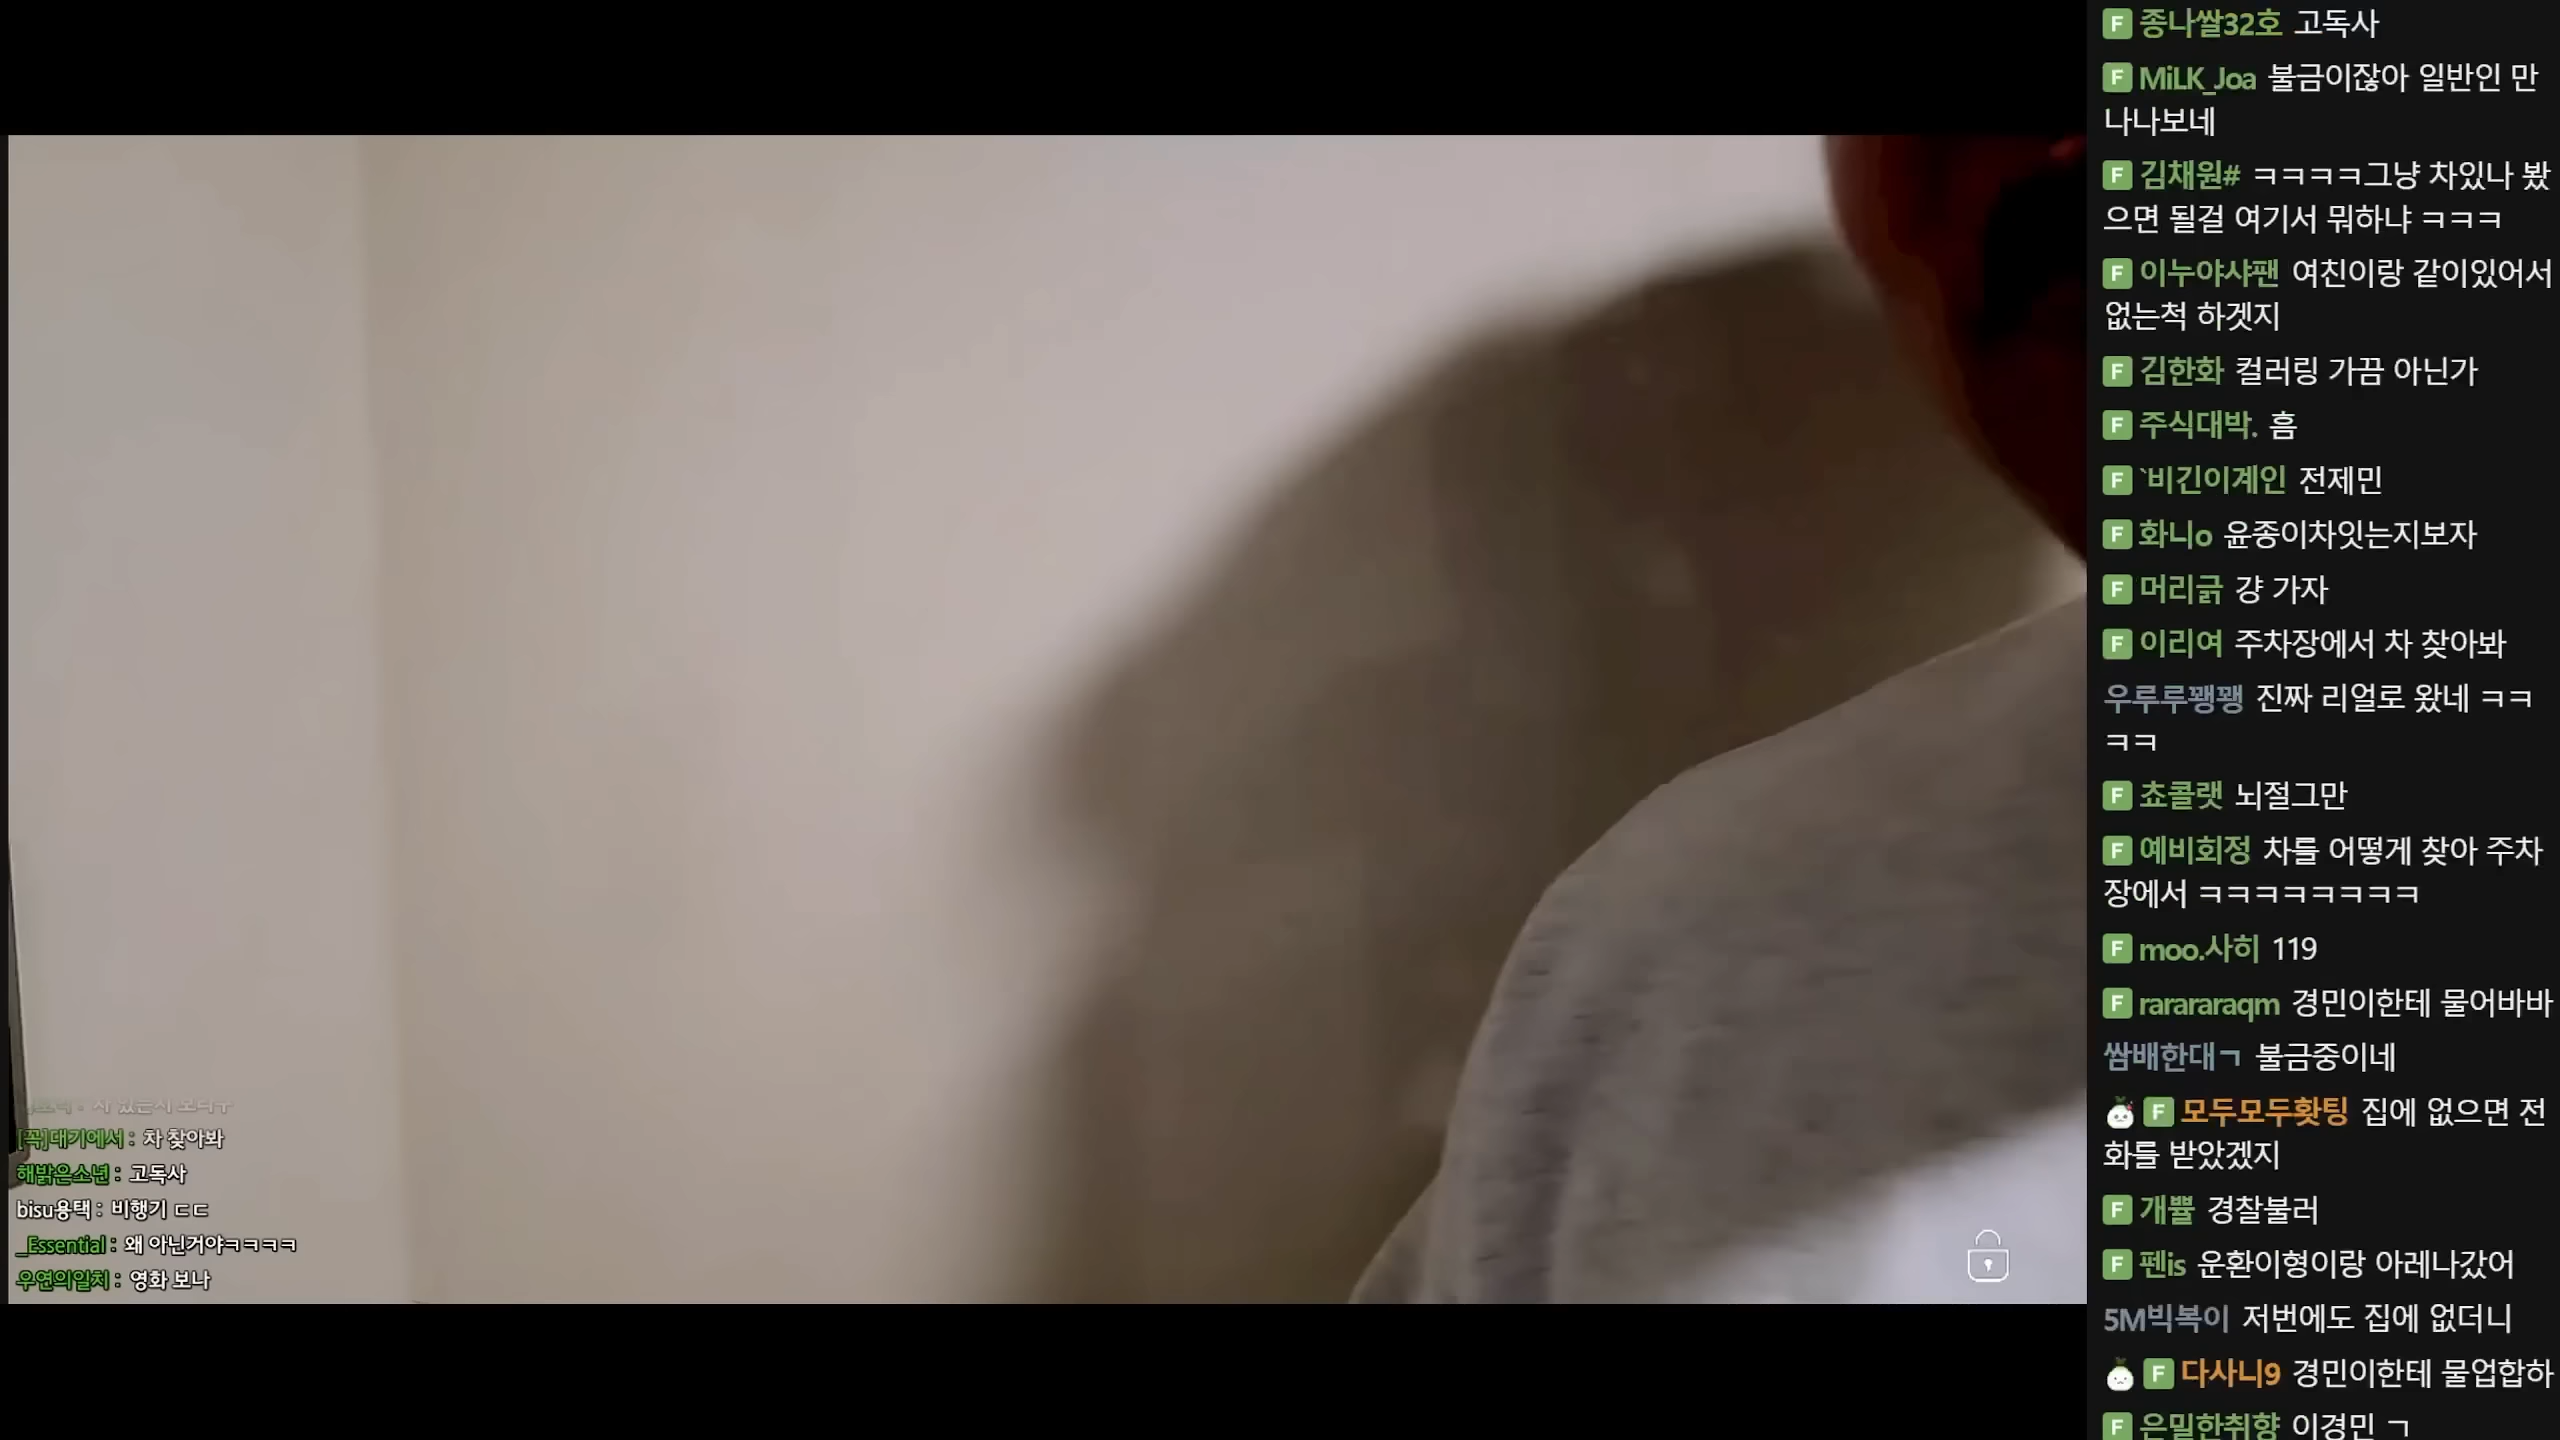 [꼭]대기에서 : 차 찾아봐
해밝은소년 : 고독사
bisu용택 : 비행기 ㄷㄷ
_Essential : 왜 아닌거야ㅋㅋㅋㅋ
우연의일치 : 영화 보나
F 종나쌀32호 고독사
F MiLK_Joa 불금이잖아 일반인 만
나나보네
F 김채원# ㅋㅋㅋㅋ그냥 차있나 봤
으면 될걸 여기서 뭐하냐 ㅋㅋㅋ
F 이누야샤팬 여친이랑 같이있어서
없는척 하겟지
F 김한화 컬러링 가끔 아닌가
F 주식대박. 흠
F `비긴이계인 전제민
F 화니o 윤종이차잇는지보자
F 머리긁 걍 가자
F 이리여 주차장에서 차 찾아봐
우루루꽹꽹 진짜 리얼로 왔네 ㅋㅋ
ㅋㅋ
F 쵸콜랫 뇌절그만
F 예비회정 차를 어떻게 찾아 주차
장에서 ㅋㅋㅋㅋㅋㅋㅋㅋ
F moo.사히 119
F rarararaqm 경민이한테 물어바바
쌈배한대ㄱ 불금중이네
F 모두모두홧팅 집에 없으면 전
화를 받았겠지
F 개쁄 경찰불러
F 펜is 운환이형이랑 아레나갔어
5M빅복이 저번에도 집에 없더니
F 다사니9 경민이한테 물업합하
F 은밀한취향 이경민 ㄱ